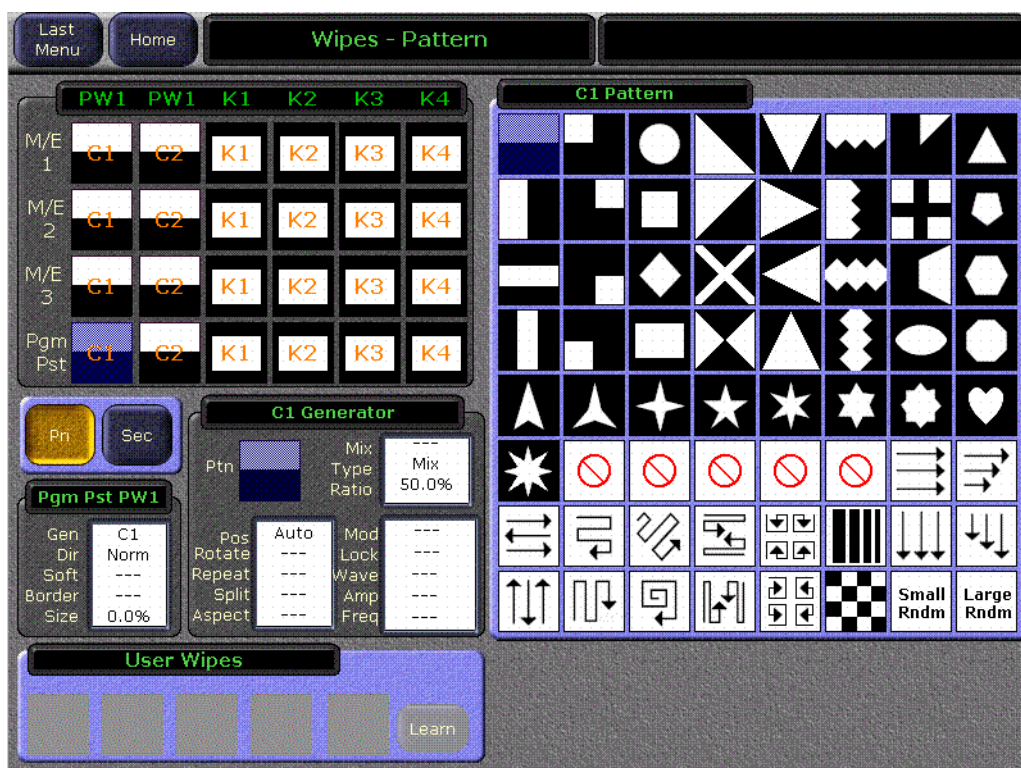 Last
Menu
Home
Wipes - Pattern
PW1 PW1 K1 K2 K3 K4
M/E
1
C1 C2 K1 K2 K3 K4
M/E
2
C1 C2 K1 K2 K3 K4
M/E
3
C1 C2 K1 K2 K3 K4
Pgm
Pst
C1 C2 K1 K2 K3 K4
Pri
Sec
Pgm Pst PW1
Gen C1
Dir Norm
Soft ---
Border ---
Size 0.0%
C1 Generator
Ptn
Mix ---
Type Mix
Ratio 50.0%
Pos Auto
Rotate ---
Repeat ---
Split ---
Aspect ---
Mod ---
Lock ---
Wave ---
Amp ---
Freq ---
User Wipes
Learn
C1 Pattern
Small
Rndm
Large
Rndm